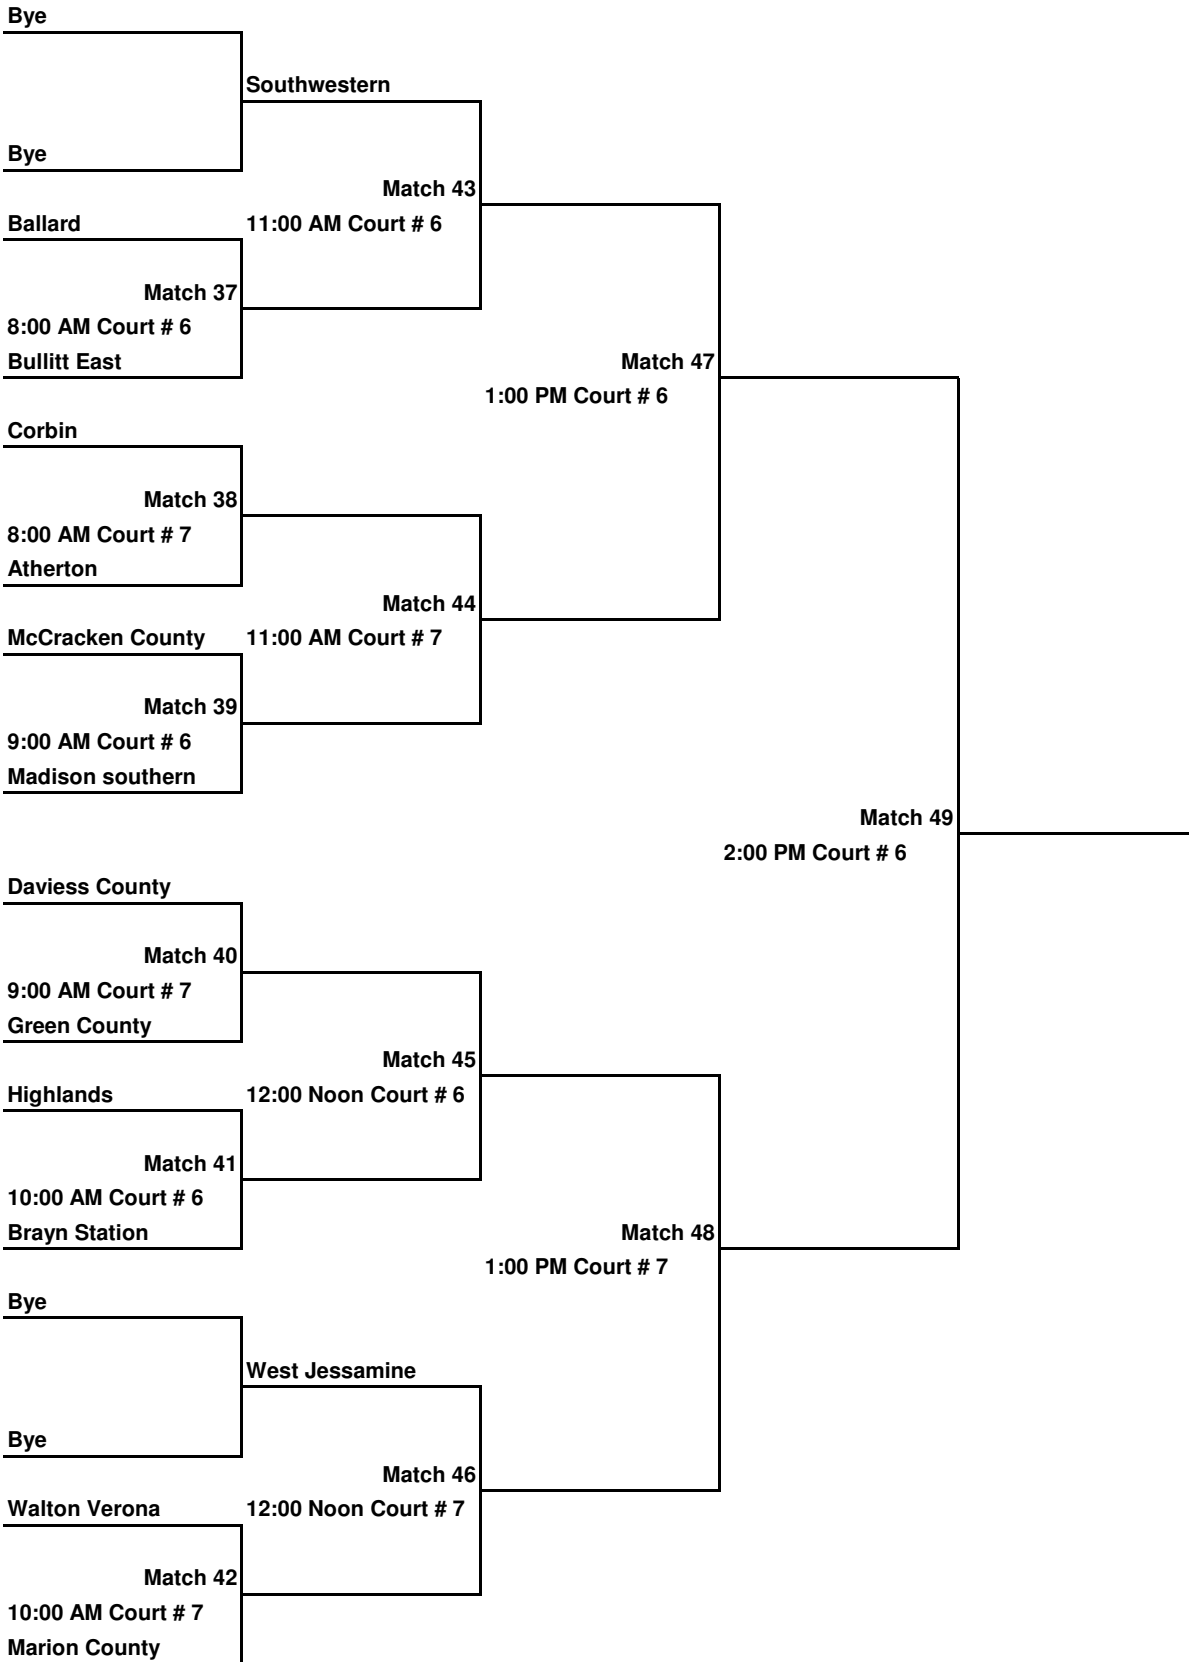 Bye
Southwestern
Bye
Match 43
Ballard
11:00 AM Court # 6
Match 37
8:00 AM Court # 6
Bullitt East
Match 47
1:00 PM Court # 6
Corbin
Match 38
8:00 AM Court # 7
Atherton
Match 44
McCracken County
11:00 AM Court # 7
Match 39
9:00 AM Court # 6
Madison southern
Match 49
2:00 PM Court # 6
Daviess County
Match 40
9:00 AM Court # 7
Green County
Match 45
Highlands
12:00 Noon Court # 6
Match 41
10:00 AM Court # 6
Brayn Station
Match 48
1:00 PM Court # 7
Bye
West Jessamine
Bye
Match 46
Walton Verona
12:00 Noon Court # 7
Match 42
10:00 AM Court # 7
Marion County